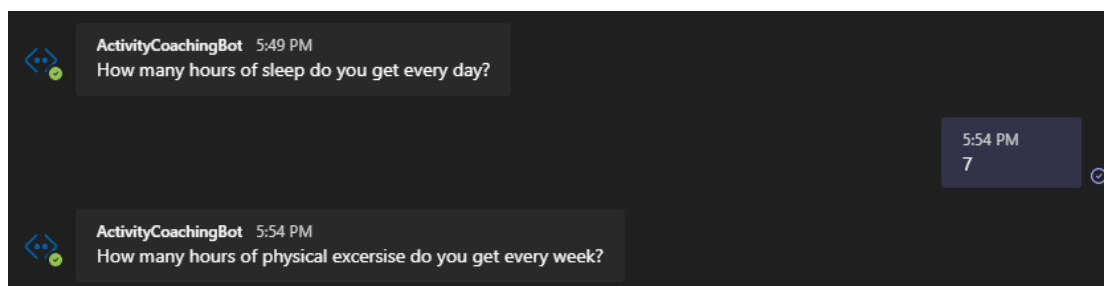 ActivityCoachingBot 5:49 PM
How many hours of sleep do you get every day?
5:54 PM
7
ActivityCoachingBot 5:54 PM
How many hours of physical excersise do you get every week?